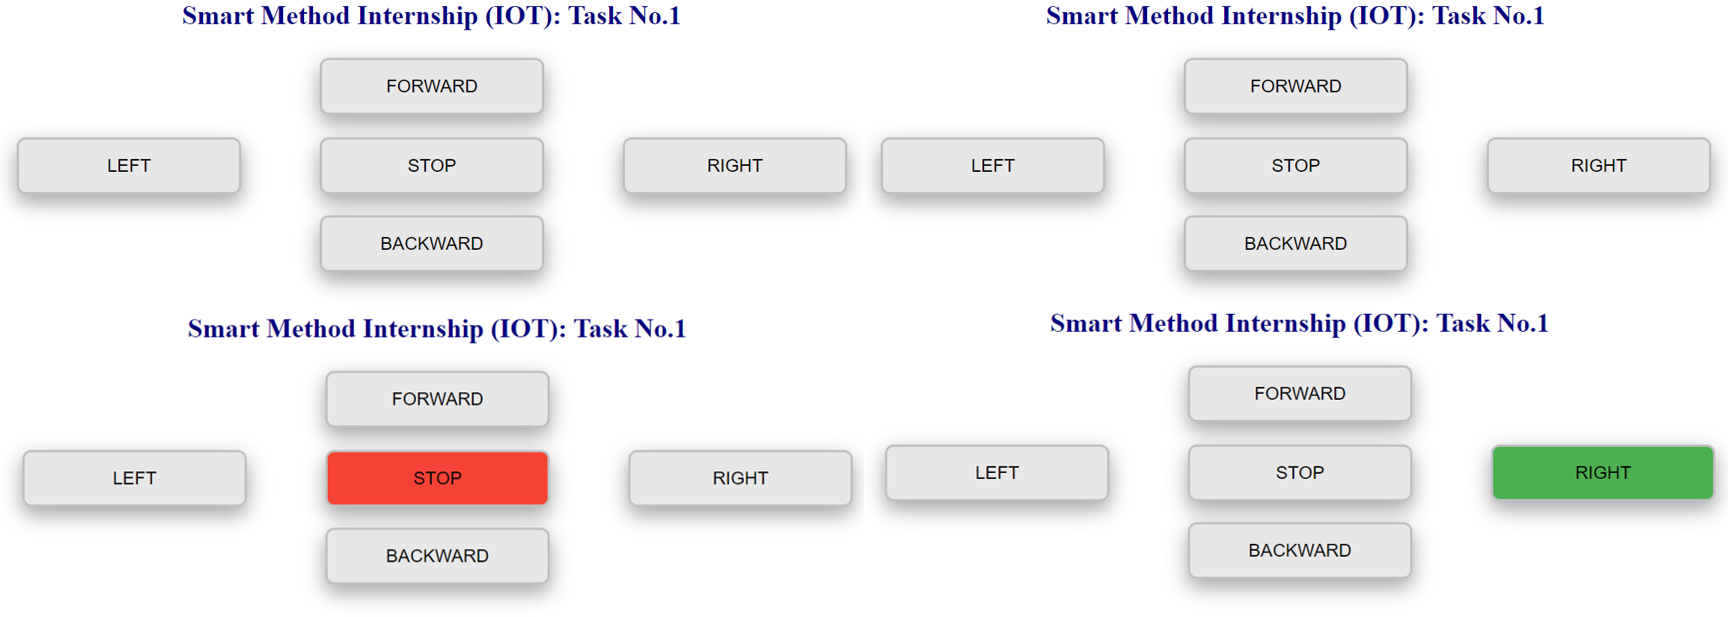 Smart Method Internship (IOT): Task No.1
FORWARD
LEFT STOP RIGHT
BACKWARD
Smart Method Internship (IOT): Task No.1
FORWARD
LEFT STOP RIGHT
BACKWARD
Smart Method Internship (IOT): Task No.1
FORWARD
LEFT STOP RIGHT
BACKWARD
Smart Method Internship (IOT): Task No.1
FORWARD
LEFT STOP RIGHT
BACKWARD